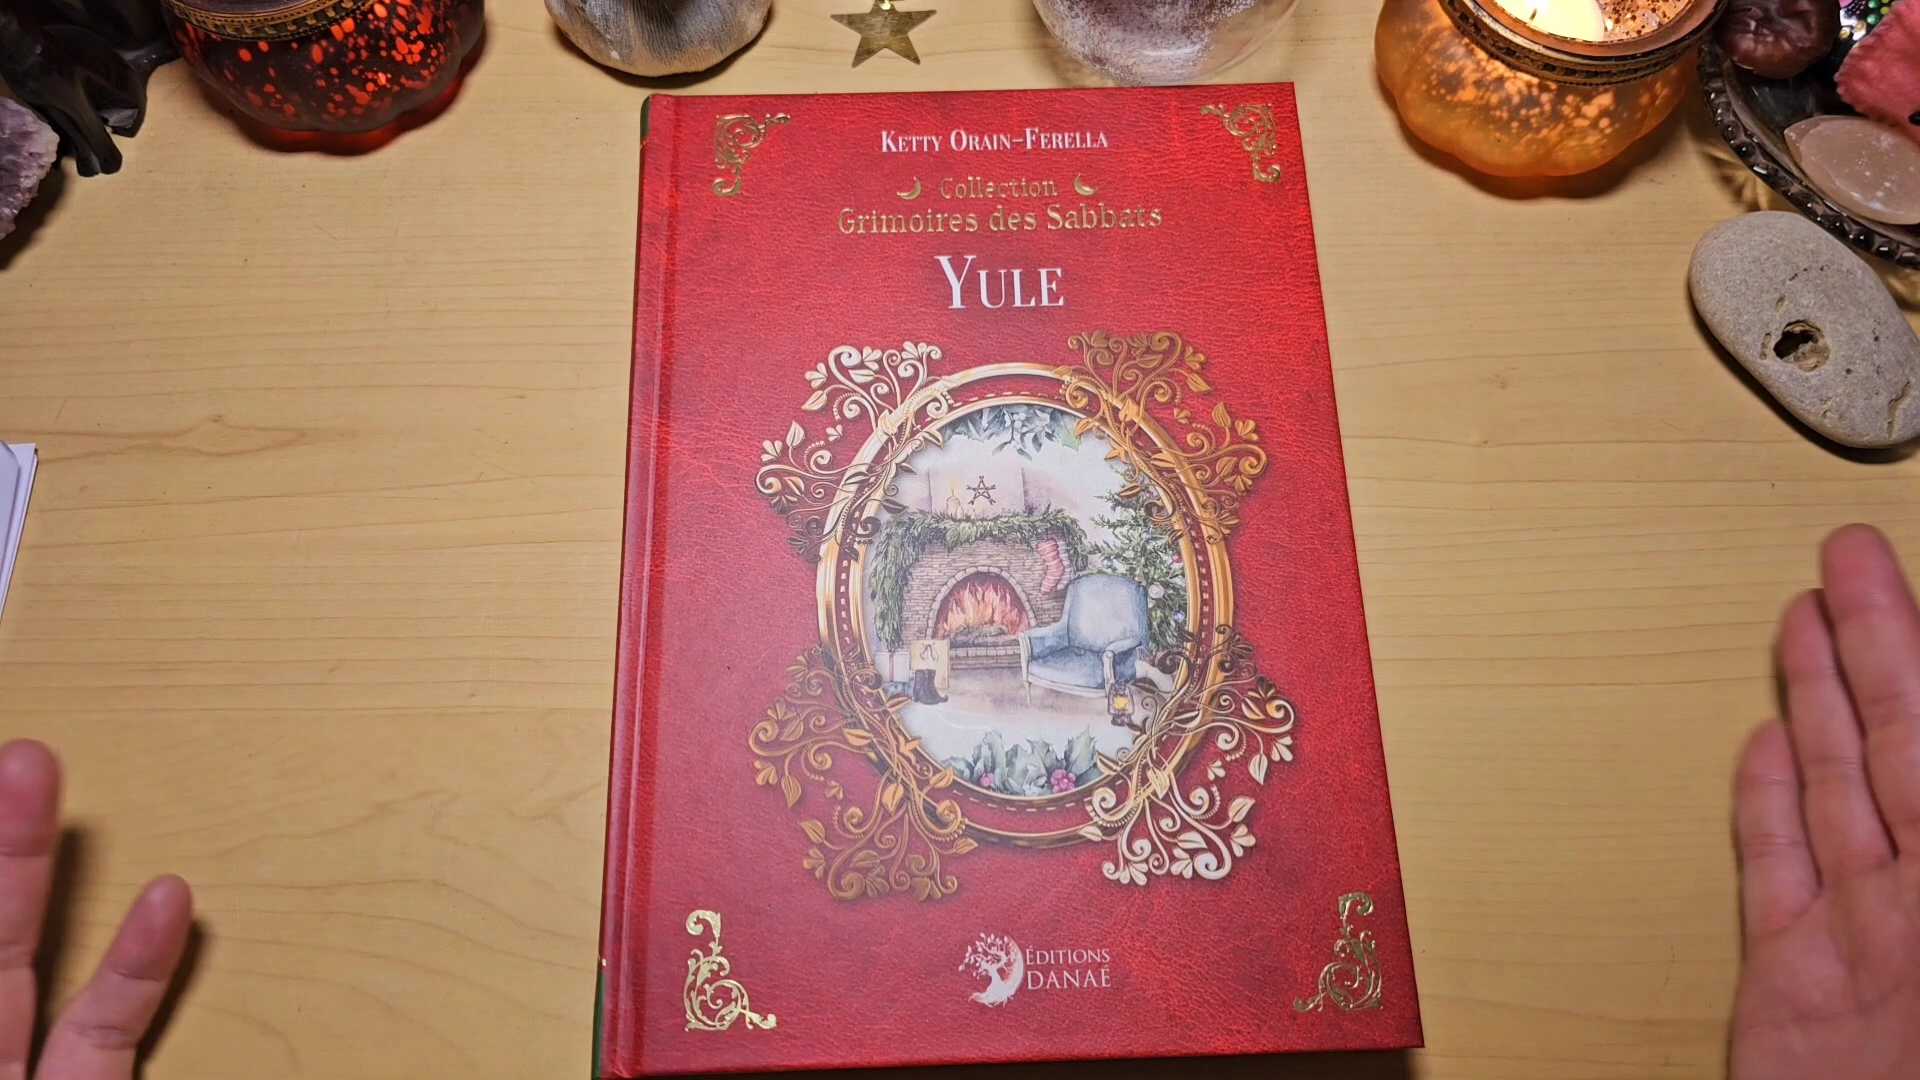 Ketty Orain-Ferella
Collection
Grimoires des Sabbats
Yule
ÉDITIONS
DANAÉ